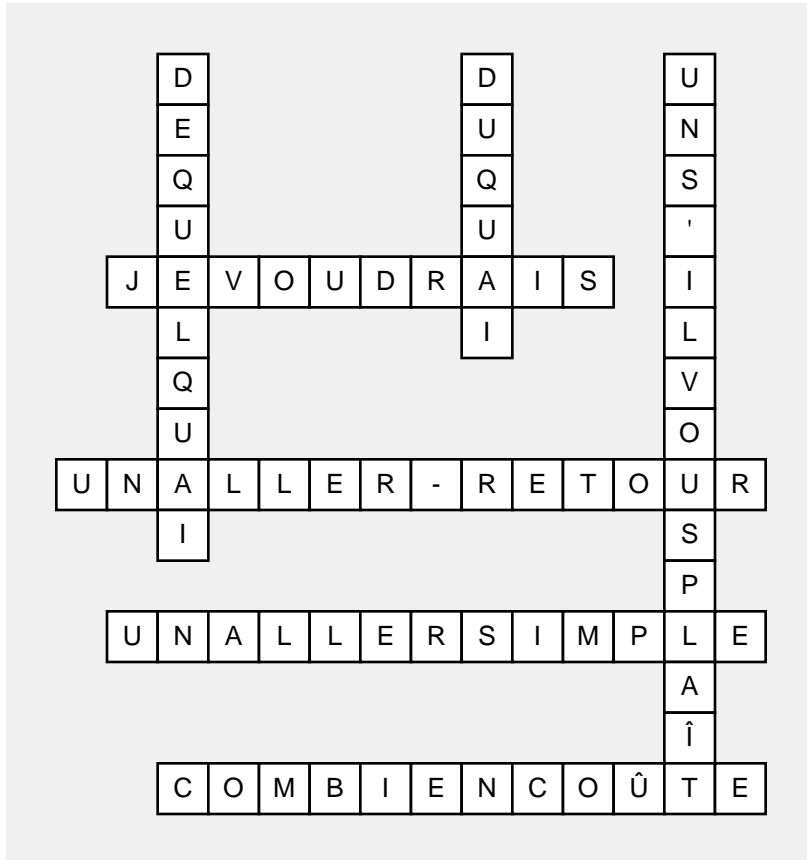 DEQUELQUAI
DUQUAI
UNS'ILVOUSPLAÎT
JEVOUDRAIS
UNALLER-RETOUR
UNALLERSIMPLE
COMBIENCOÛTE